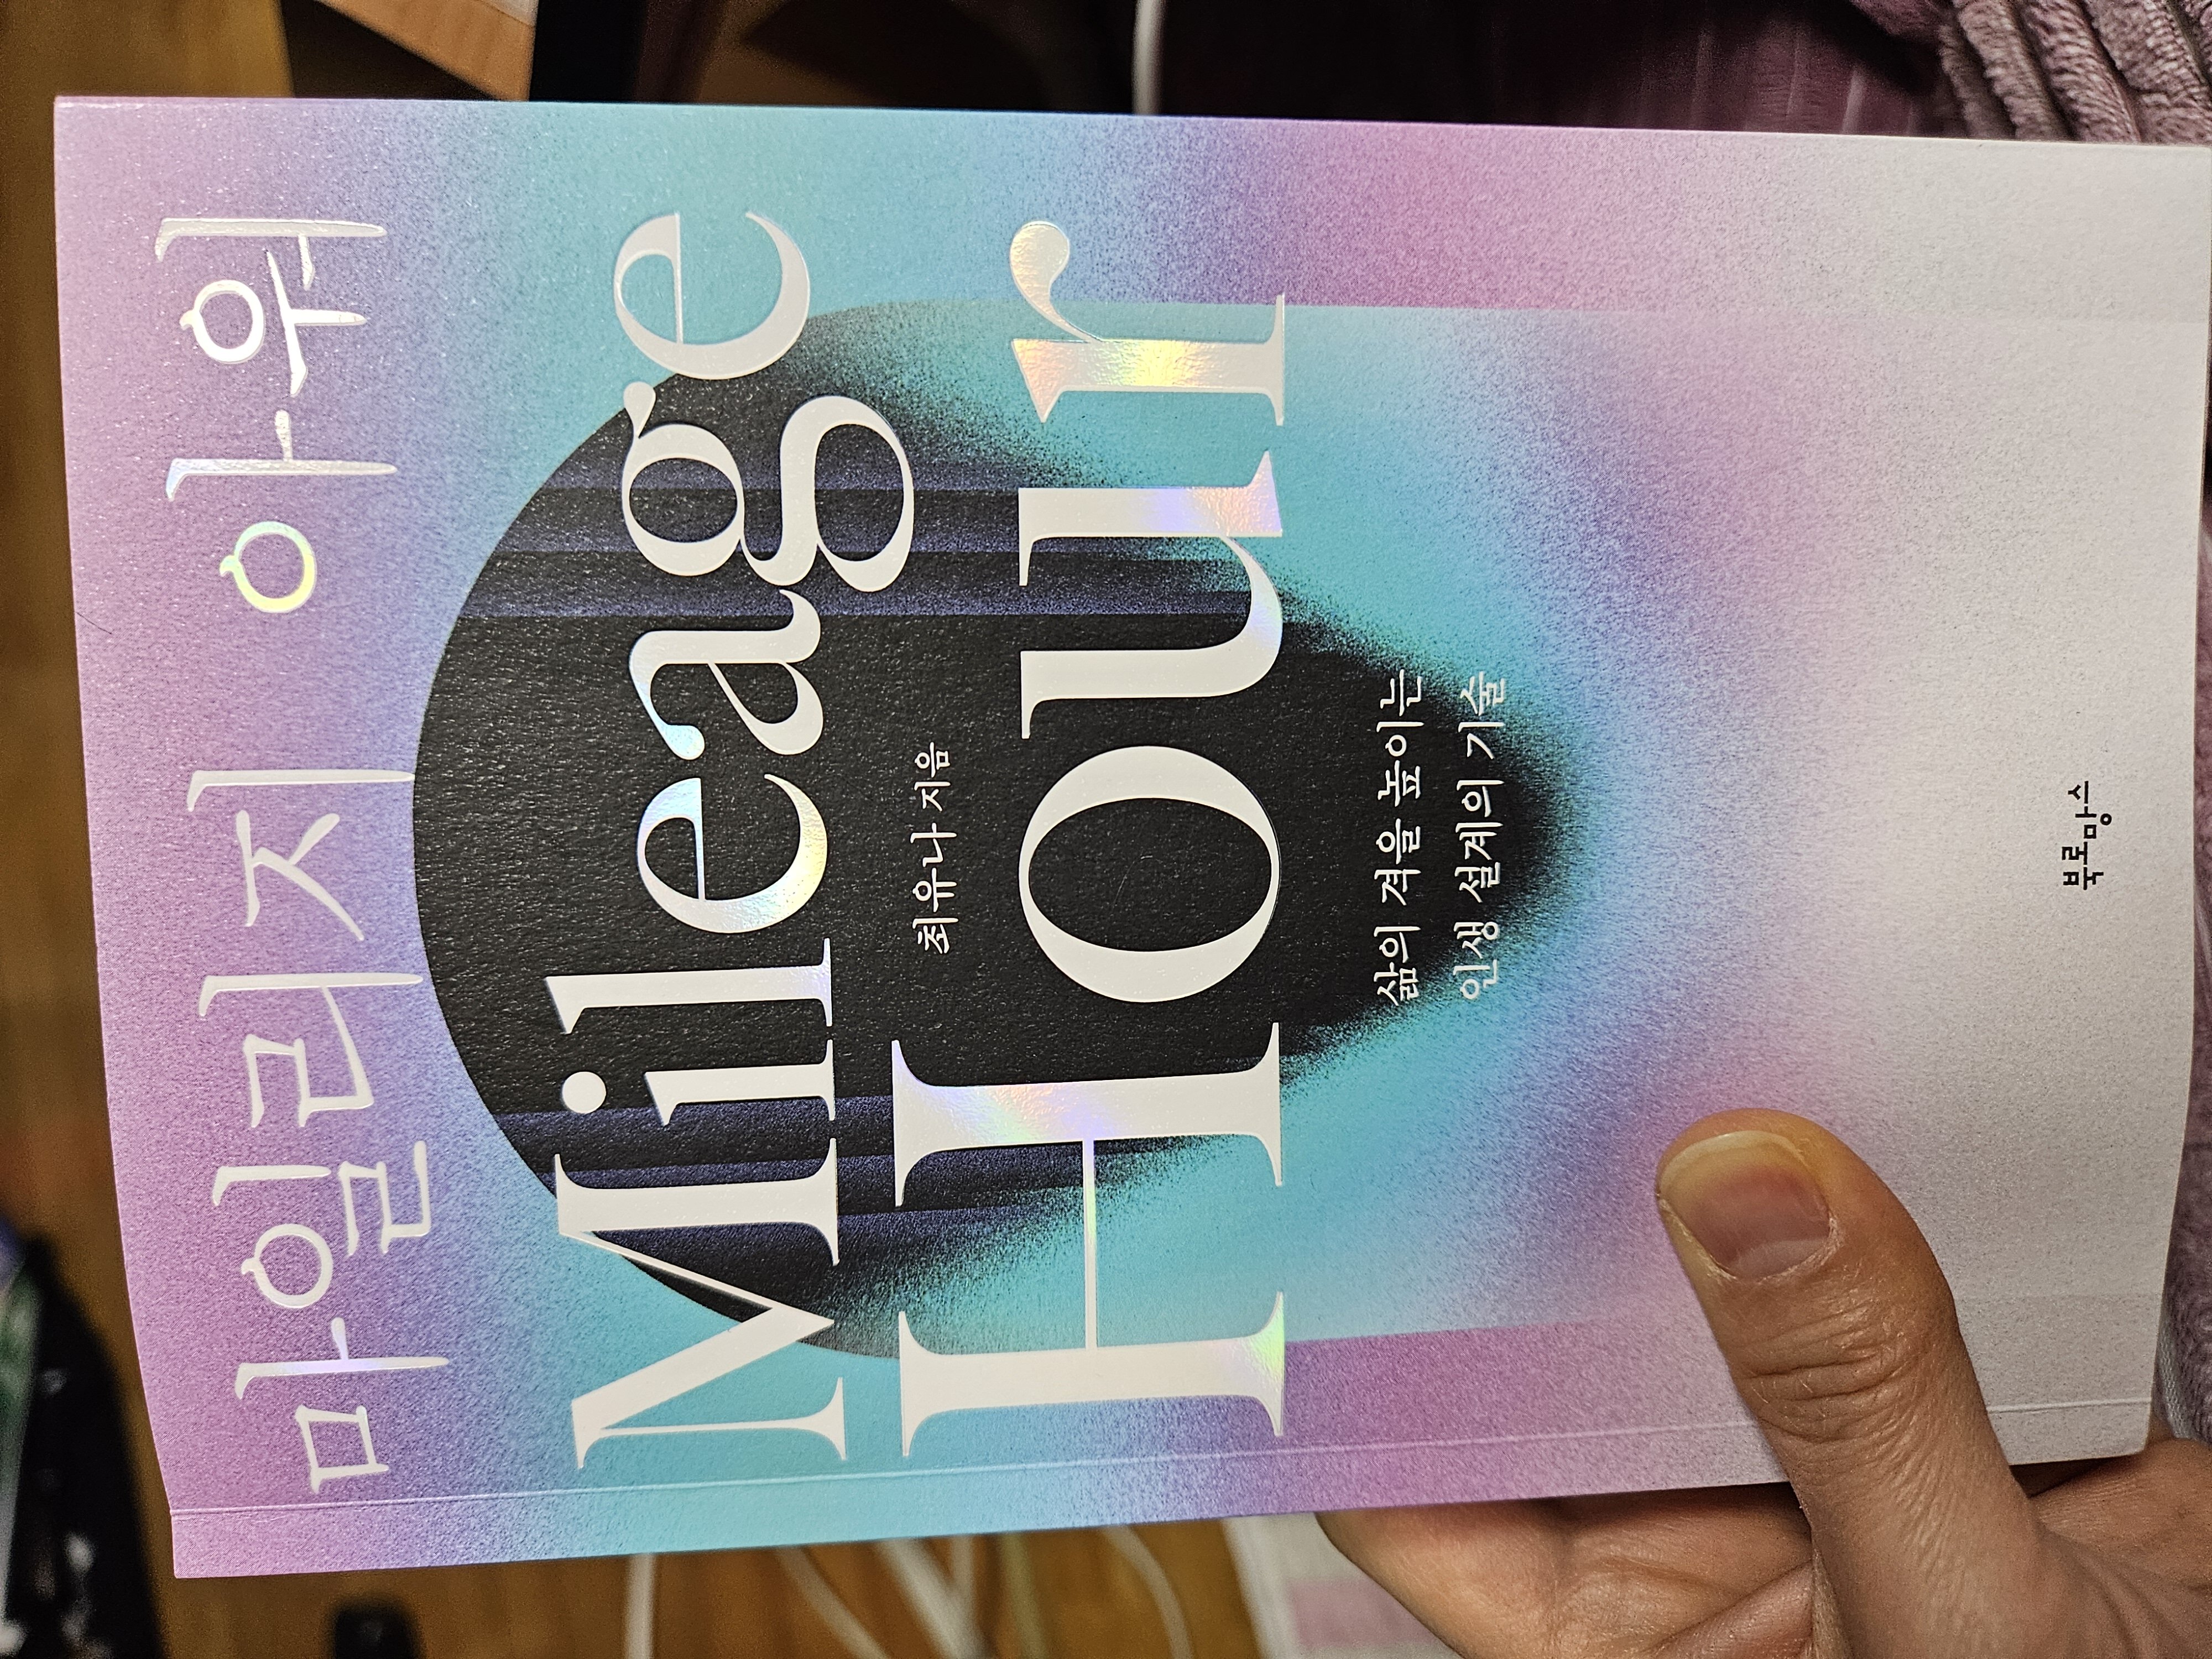 마일리지 아워
Mileage
최유나 지음
Hour
삶의 격을 높이는
인생 설계의 기술
북로망스